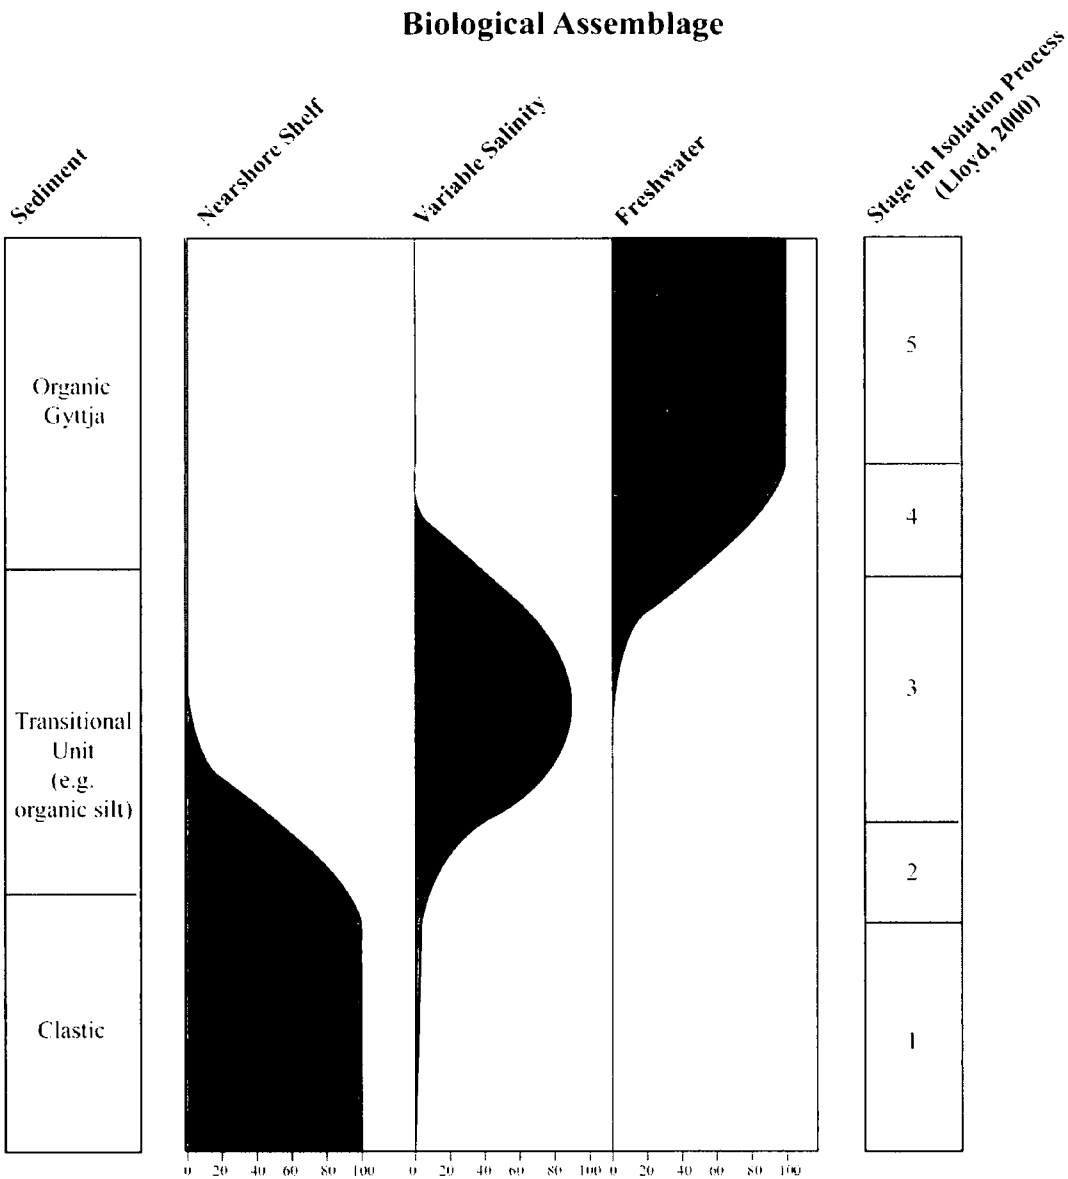 Biological Assemblage
Sediment
Nearshore Shelf
Variable Salinity
Freshwater
Stage in Isolation Process
(Lloyd, 2000)
Organic
Gyttja
Transitional
Unit
(e.g.
organic silt)
Clastic
5
4
3
2
1
0 20 40 60 80 100 0 20 40 60 80 100 0 20 40 60 80 100